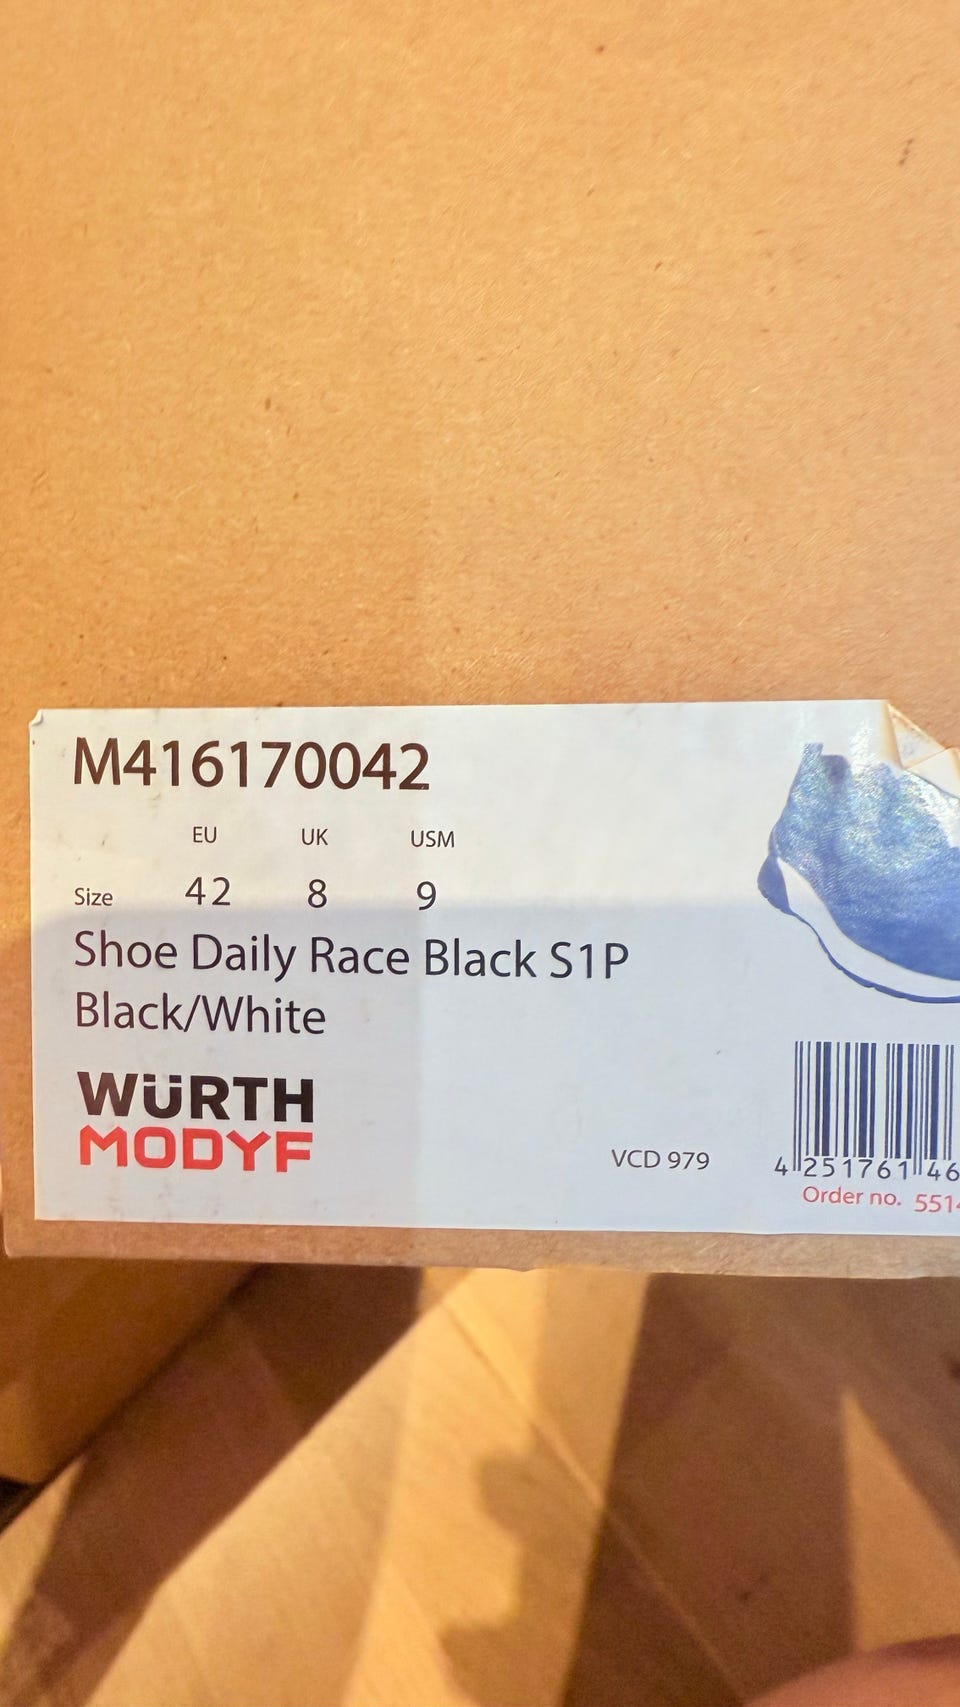 M416170042
EU UK USM
Size 42 8 9
Shoe Daily Race Black S1P
Black/White
WÜRTH
MODYF
VCD 979
4 251761 46
Order no. 551